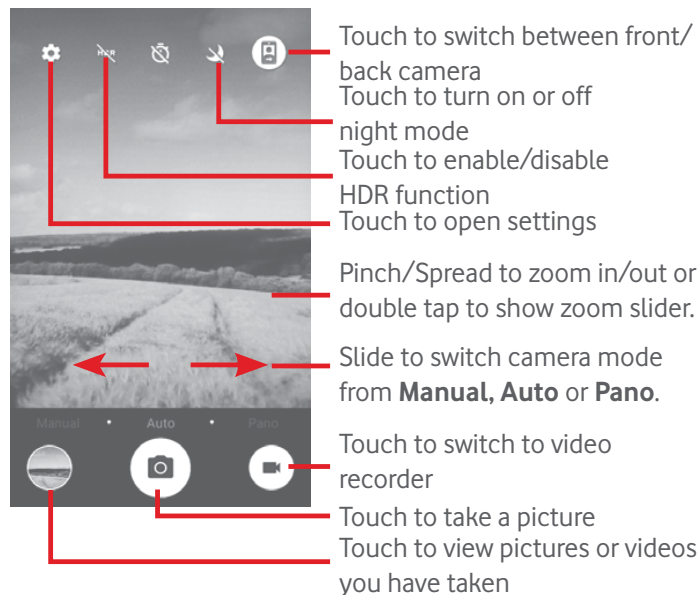 HDR
Touch to switch between front/
back camera
Touch to turn on or off
night mode
Touch to enable/disable
HDR function
Touch to open settings
Pinch/Spread to zoom in/out or
double tap to show zoom slider.
Slide to switch camera mode
from Manual, Auto or Pano.
Manual • Auto • Pano
Touch to switch to video
recorder
Touch to take a picture
Touch to view pictures or videos
you have taken